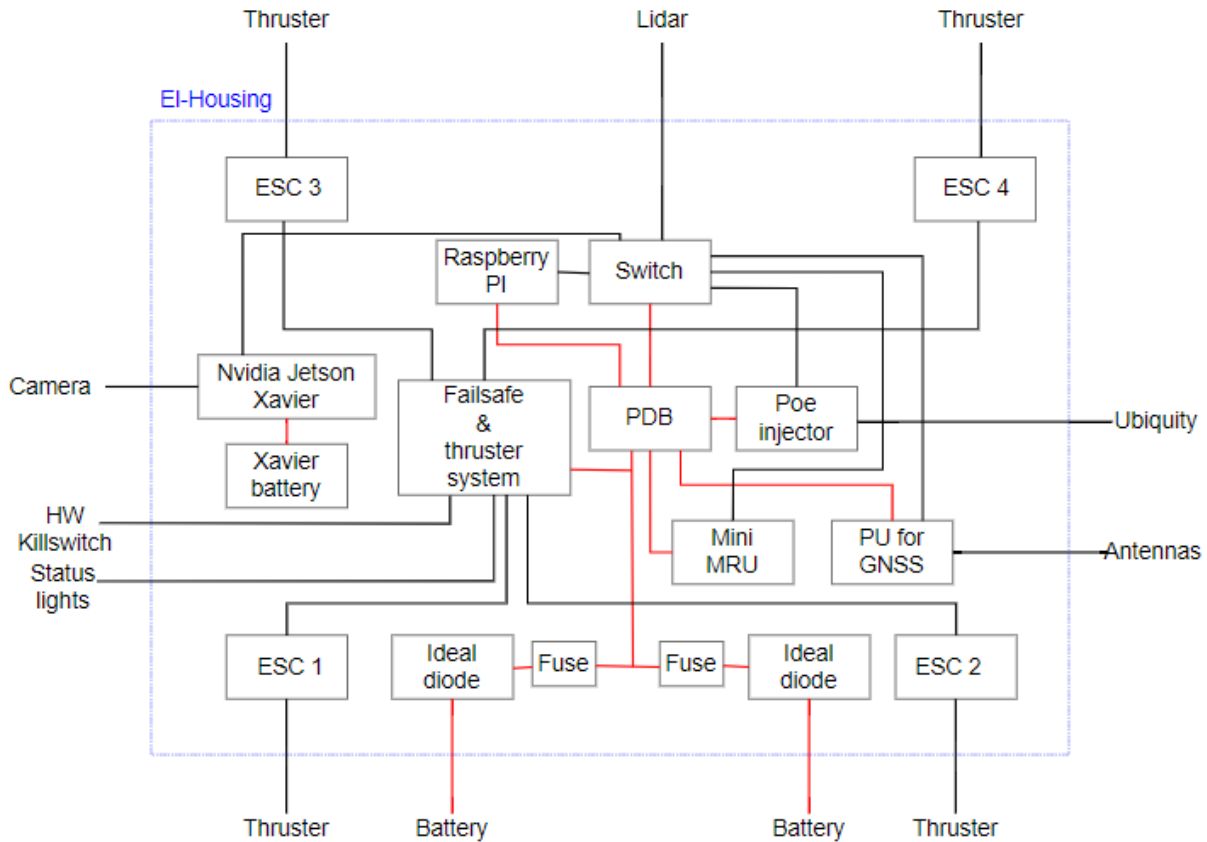 Thruster
Lidar
Thruster
El-Housing
ESC 3
ESC 4
Raspberry
PI
Switch
Nvidia Jetson
Xavier
Camera
Failsafe
&
thruster
system
PDB
Poe
injector
Ubiquity
Xavier
battery
HW
Killswitch
Mini
MRU
PU for
GNSS
Antennas
Status
lights
ESC 1
Ideal
diode
Fuse
Fuse
Ideal
diode
ESC 2
Thruster
Battery
Battery
Thruster